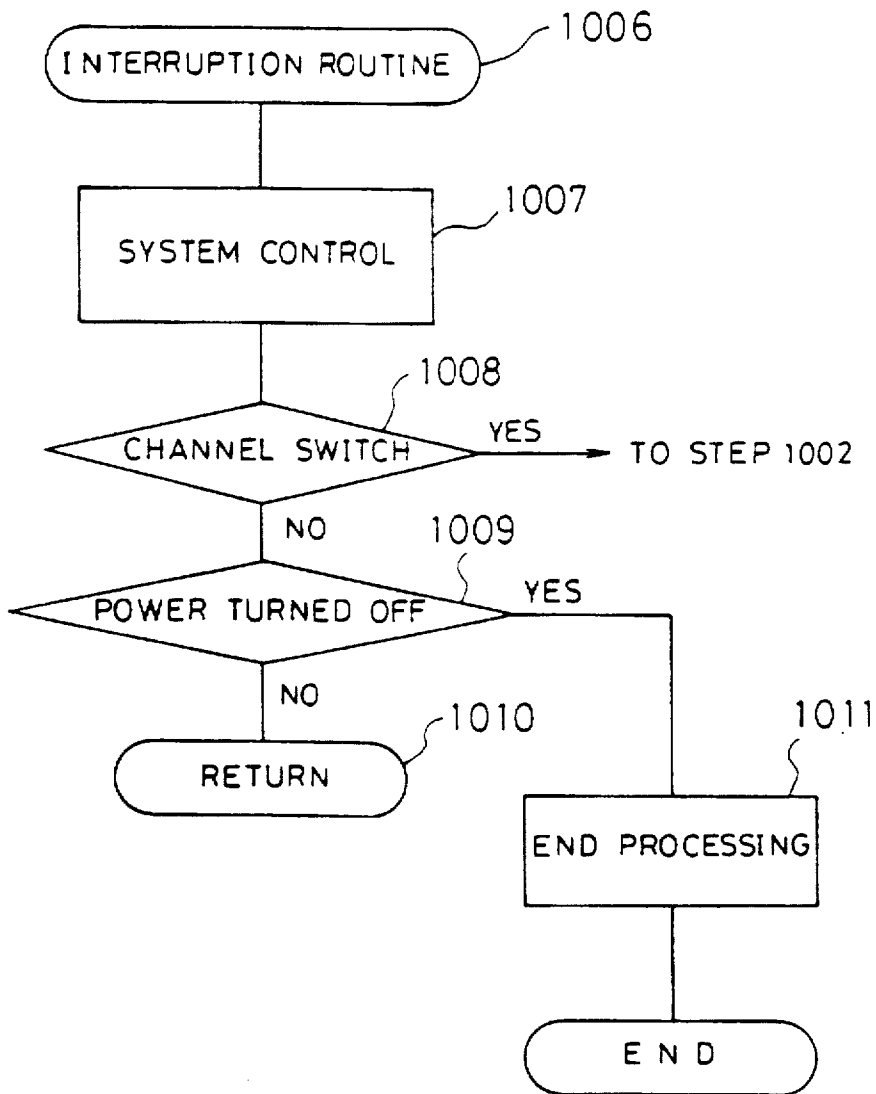 1006
INTERRUPTION ROUTINE
1007
SYSTEM CONTROL
1008
CHANNEL SWITCH
YES
TO STEP 1002
NO
1009
POWER TURNED OFF
YES
NO
1010
RETURN
1011
END PROCESSING
END